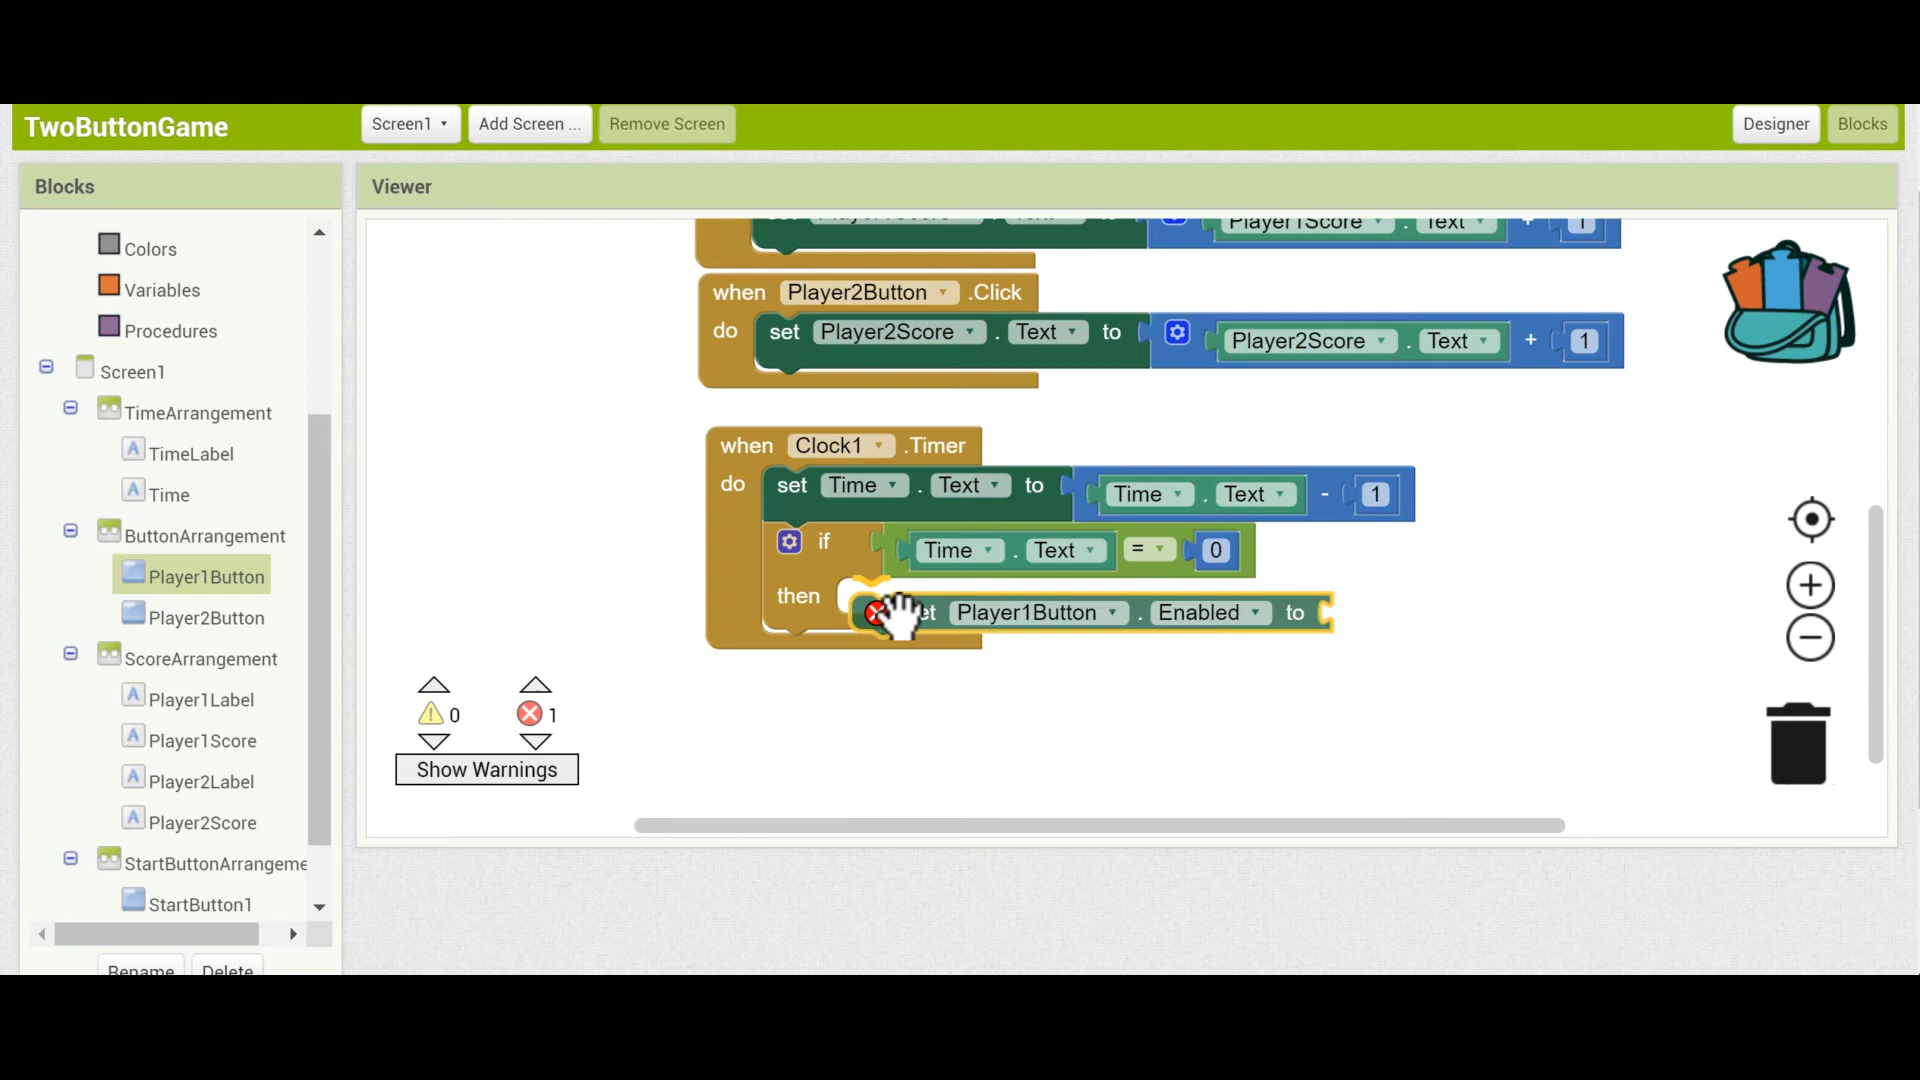 TwoButtonGame
Screen1
Add Screen ...
Remove Screen
Designer
Blocks
Blocks
Viewer
Colors
Variables
Procedures
Screen1
TimeArrangement
TimeLabel
Time
ButtonArrangement
Player1Button
Player2Button
ScoreArrangement
Player1Label
Player1Score
Player2Label
Player2Score
StartButtonArrangeme
StartButton1
Rename
Delete
Player1Score . Text + 1
when Player2Button .Click
do set Player2Score . Text to Player2Score . Text + 1
when Clock1 .Timer
do set Time . Text to Time . Text - 1
if Time . Text = 0
then
Player1Button . Enabled to
0
1
Show Warnings